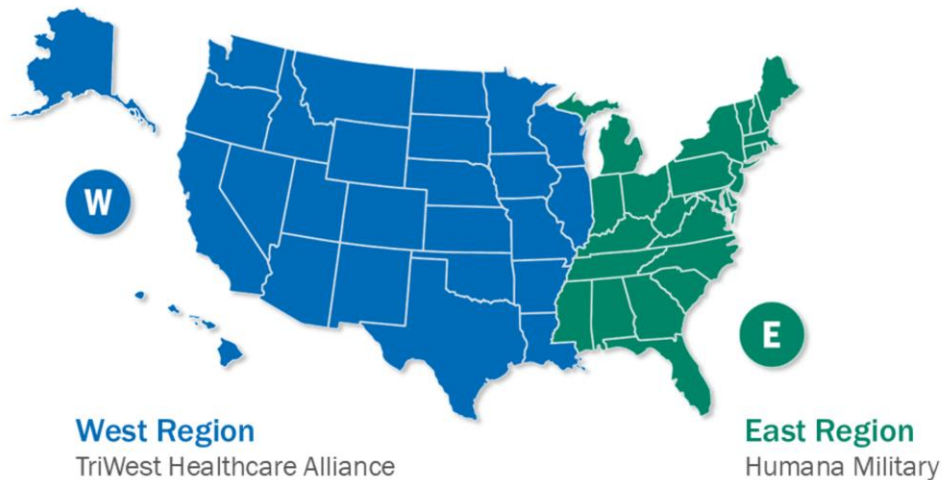 W
E
West Region
TriWest Healthcare Alliance
East Region
Humana Military